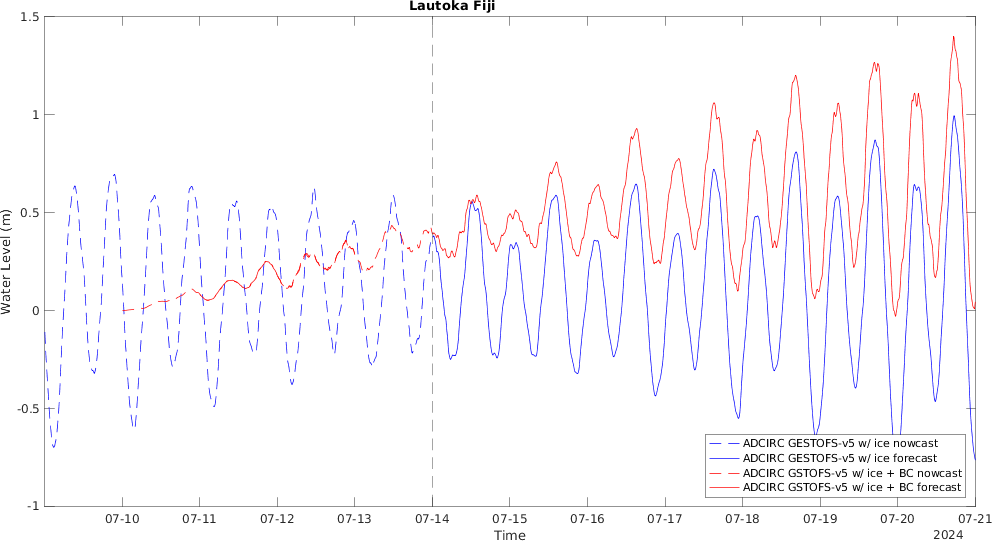 Lautoka Fiji
1.5
1
0.5
0
-0.5
-1
Water Level (m)
07-10 07-11 07-12 07-13 07-14 07-15 07-16 07-17 07-18 07-19 07-20 07-21
Time
2024
ADCIRC GESTOFS-v5 w/ ice nowcast
ADCIRC GESTOFS-v5 w/ ice forecast
ADCIRC GSTOFS-v5 w/ ice + BC nowcast
ADCIRC GSTOFS-v5 w/ ice + BC forecast